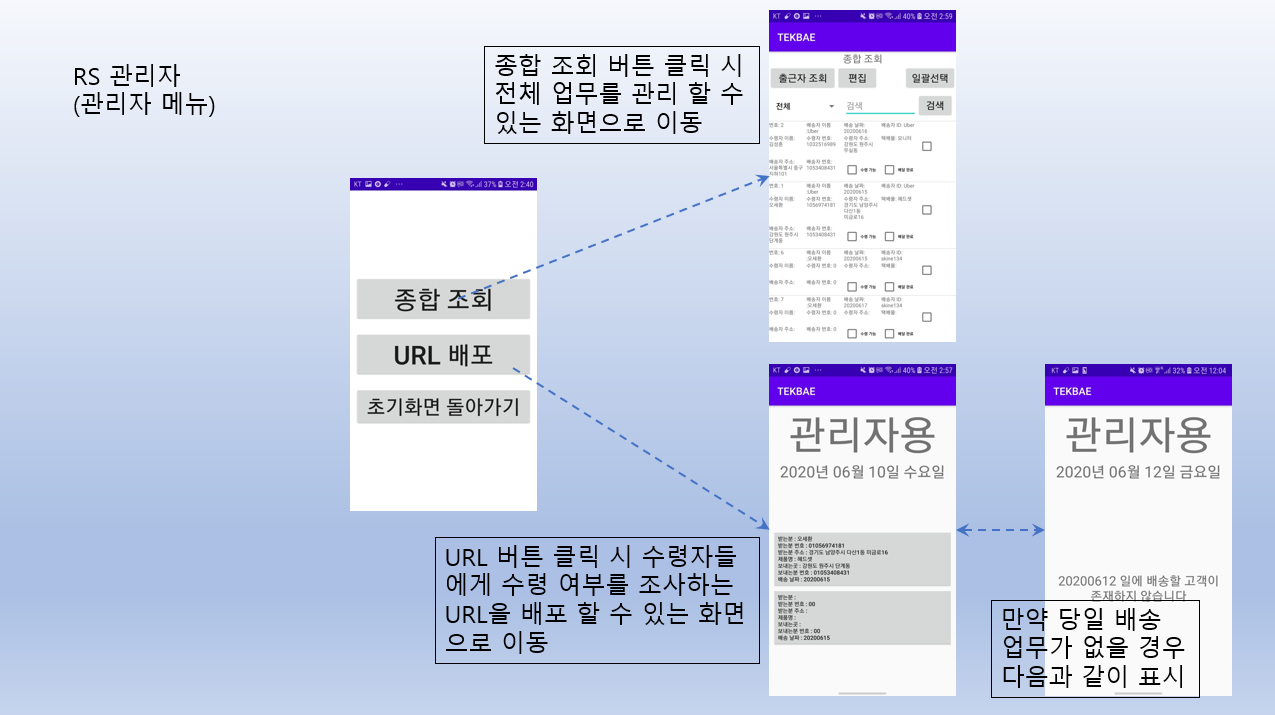 RS 관리자
(관리자 메뉴)
종합 조회 버튼 클릭 시
전체 업무를 관리 할 수
있는 화면으로 이동
KT 37% 오전 2:40
종합 조회
URL 배포
초기화면 돌아가기
URL 버튼 클릭 시 수령자들
에게 수령 여부를 조사하는
URL을 배포 할 수 있는 화면
으로 이동
KT 40% 오전 2:59
TEKBAE
종합 조회
출근자 조회 편집 일괄선택
전체 검색 검색
번호: 2 배송자 이름 배송 날짜: 배송자 ID: Uber
:Uber 20200616
수령자 이름: 수령자 번호: 수령자 주소: 택배물: 모니터
김성훈 1032516989 강원도 원주시
무실동
배송자 주소: 배송자 번호:
서울특별시 중구 1053408431 수령 가능 배달 완료
지하101
번호: 1 배송자 이름 배송 날짜: 배송자 ID: Uber
:Uber 20200615
수령자 이름: 수령자 번호: 수령자 주소: 택배물: 헤드셋
오세환 1056974181 경기도 남양주시
다산1동
미금로16
배송자 주소: 배송자 번호:
강원도 원주시 1053408431 수령 가능 배달 완료
단계동
번호: 6 배송자 이름 배송 날짜: 배송자 ID:
:오세환 20200615 skine134
수령자 이름: 수령자 번호: 0 수령자 주소: 택배물:
배송자 주소: 배송자 번호: 0 수령 가능 배달 완료
번호: 7 배송자 이름 배송 날짜: 배송자 ID:
:오세환 20200617 skine134
수령자 이름: 수령자 번호: 0 수령자 주소: 택배물:
배송자 주소: 배송자 번호: 0 수령 가능 배달 완료
KT 40% 오전 2:57
TEKBAE
관리자용
2020년 06월 10일 수요일
받는분 : 오세환
받는분 번호 : 01056974181
받는분 주소 : 경기도 남양주시 다산1동 미금로16
제품명 : 헤드셋
보내는곳 : 강원도 원주시 단계동
보내는분 번호 : 01053408431
배송 날짜 : 20200615
받는분 :
받는분 번호 : 00
받는분 주소 :
제품명 :
보내는곳 :
보내는분 번호 : 00
배송 날짜 : 20200615
KT 32% 오전 12:04
TEKBAE
관리자용
2020년 06월 12일 금요일
20200612 일에 배송할 고객이
존재하지 않습니다
만약 당일 배송
업무가 없을 경우
다음과 같이 표시